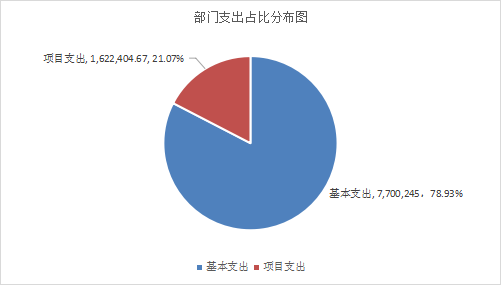 部门支出占比分布图
项目支出, 1,622,404.67, 21.07%
基本支出, 7,700,245，78.93%
基本支出 项目支出